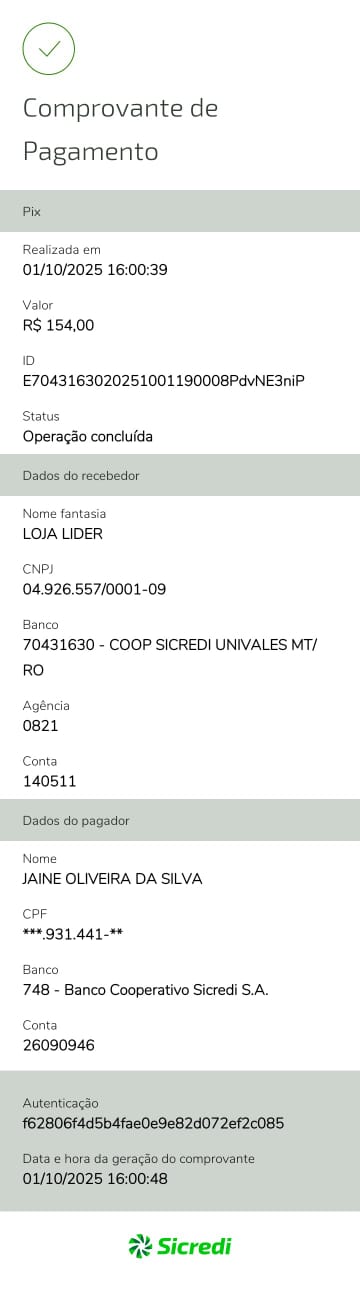 Comprovante de
Pagamento
Pix
Realizada em
01/10/2025 16:00:39
Valor
R$ 154,00
ID
E7043163020251001190008PdvNE3niP
Status
Operação concluída
Dados do recebedor
Nome fantasia
LOJA LIDER
CNPJ
04.926.557/0001-09
Banco
70431630 - COOP SICREDI UNIVALES MT/
RO
Agência
0821
Conta
140511
Dados do pagador
Nome
JAINE OLIVEIRA DA SILVA
CPF
***.931.441-**
Banco
748 - Banco Cooperativo Sicredi S.A.
Conta
26090946
Autenticação
f62806f4d5b4fae0e9e82d072ef2c085
Data e hora da geração do comprovante
01/10/2025 16:00:48
Sicredi